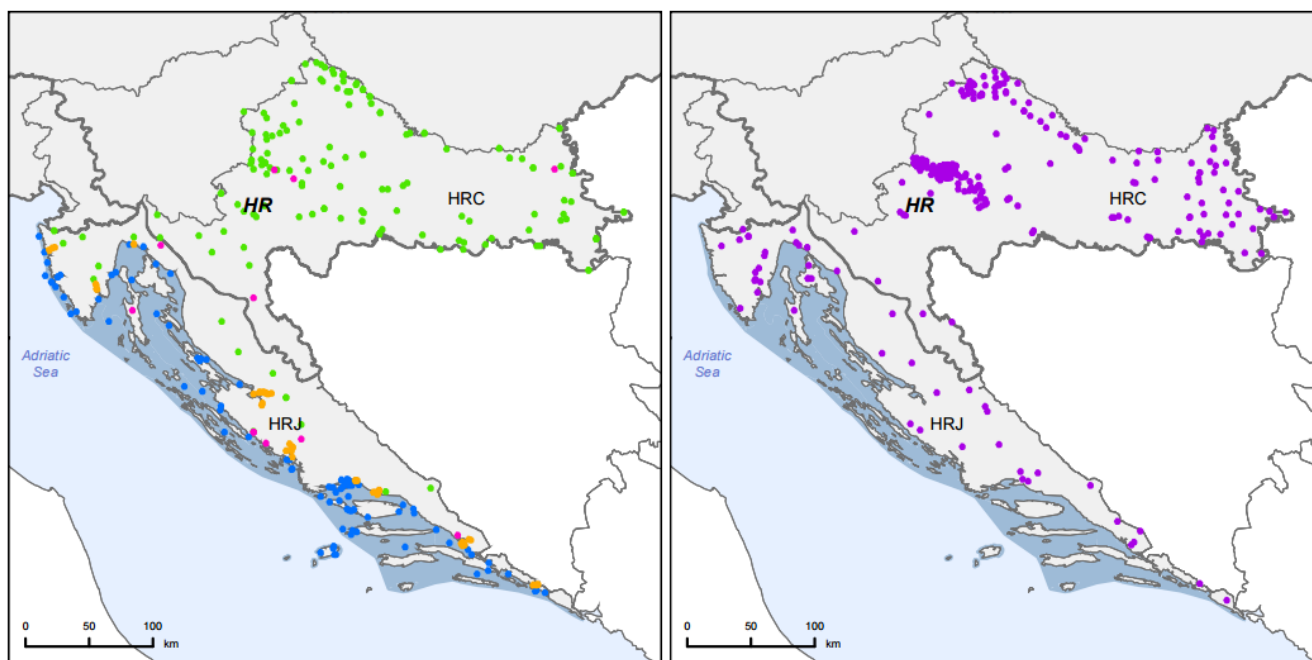 HRC
HR
Adriatic
Sea
HRJ
0 50 100
km
HRC
HR
Adriatic
Sea
HRJ
0 50 100
km